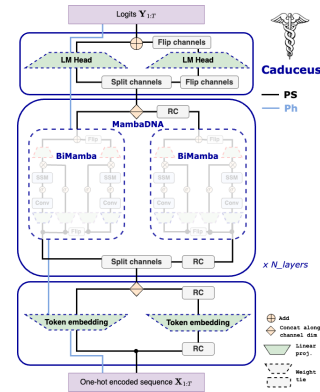 Logits Y1:T
Flip channels
LM Head
LM Head
Split channels
Flip channels
Caduceus
PS
Ph
RC
MambaDNA
BiMamba
BiMamba
Flip
Flip
SSM
SSM
SSM
SSM
Conv
Conv
Conv
Conv
Flip
Flip
Split channels
RC
x N_layers
RC
Token embedding
Token embedding
RC
Add
Concat along
channel dim
Linear
proj.
Weight
tie
One-hot encoded sequence X1:T